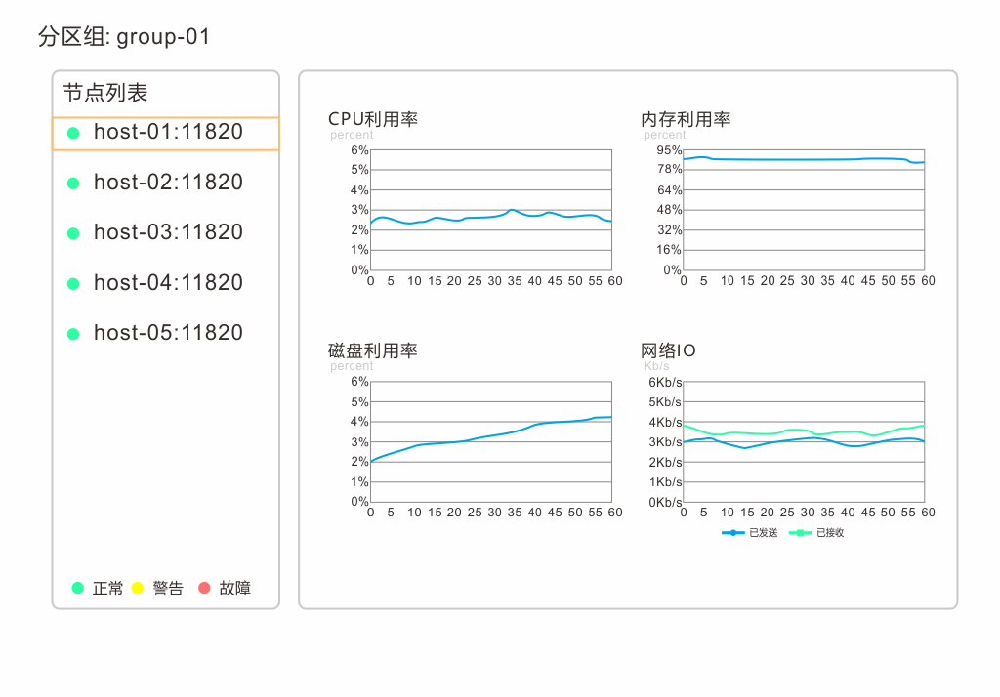 分区组: group-01
节点列表
host-01:11820
host-02:11820
host-03:11820
host-04:11820
host-05:11820
正常 警告 故障
CPU利用率
percent
6%
5%
4%
3%
2%
1%
0%
0 5 10 15 20 25 30 35 40 45 50 55 60
内存利用率
percent
95%
78%
64%
48%
32%
16%
0%
0 5 10 15 20 25 30 35 40 45 50 55 60
磁盘利用率
percent
6%
5%
4%
3%
2%
1%
0%
0 5 10 15 20 25 30 35 40 45 50 55 60
网络IO
Kb/s
6Kb/s
5Kb/s
4Kb/s
3Kb/s
2Kb/s
1Kb/s
0Kb/s
0 5 10 15 20 25 30 35 40 45 50 55 60
已发送 已接收